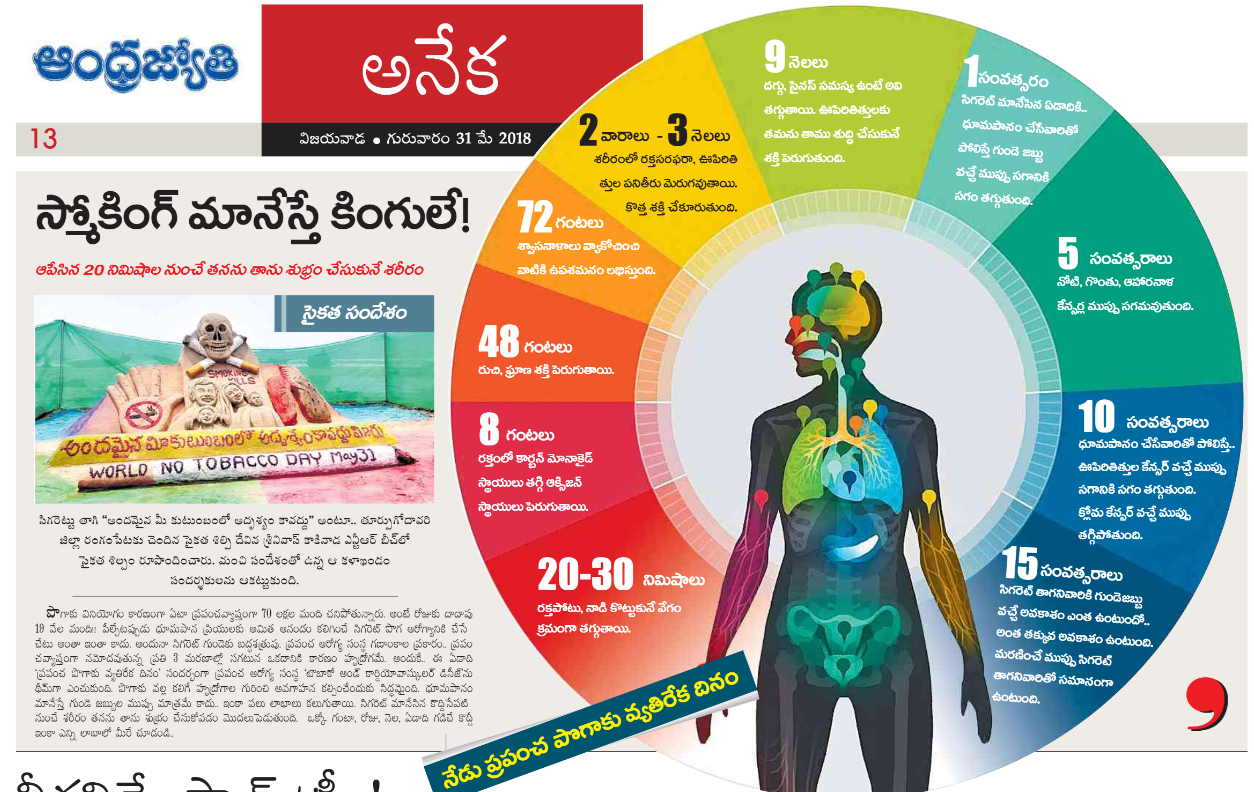 ఆంధ్రజ్యోతి
అనేక
13
విజయవాడ ● గురువారం 31 మే 2018
స్మోకింగ్ మానేస్తే కింగులే!
ఆపేసిన 20 నిమిషాల నుంచే తనను తాను శుభ్రం చేసుకునే శరీరం
సైకత సందేశం
SMOKING
KILLS
అందమైన మీ కుటుంబంలో అదృశ్యం కావద్దు
WORLD NO TOBACCO DAY May31
సిగరెట్టు తాగి “అందమైన మీ కుటుంబంలో అదృశ్యం కావద్దు” అంటూ.. తూర్పుగోదావరి
జిల్లా రంగంపేటకు చెందిన సైకత శిల్పి దేవిన శ్రీనివాస్ కాకినాడ ఎన్టీఆర్ బీచ్‌లో
సైకత శిల్పం రూపొందించారు. మంచి సందేశంతో ఉన్న ఆ కళాఖండం
సందర్శకులను ఆకట్టుకుంది.
పొగాకు వినియోగం కారణంగా ఏటా ప్రపంచవ్యాప్తంగా 70 లక్షల మంది చనిపోతున్నారు. అంటే రోజుకు దాదాపు
19 వేల మంది!! పీల్చేటప్పుడు ధూమపాన ప్రియులకు అమిత ఆనందం కలిగించే సిగరెట్ పొగ ఆరోగ్యానికి చేసే
చేటు అంతా ఇంతా కాదు. అందునా సిగరెట్ గుండెకు బద్ధశత్రువు. ప్రపంచ ఆరోగ్య సంస్థ గణాంకాల ప్రకారం.. ప్రపం
చవ్యాప్తంగా నమోదవుతున్న ప్రతి 3 మరణాల్లో సగటున ఒకదానికి కారణం హృద్రోగమే. అందుకే.. ఈ ఏడాది
‘ప్రపంచ పొగాకు వ్యతిరేక దినం’ సందర్భంగా ప్రపంచ ఆరోగ్య సంస్థ ‘టొబాకో అండ్ కార్డియోవాస్కులర్ డిసీజ్’ను
థీమ్‌గా ఎంచుకుంది. పొగాకు వల్ల కలిగే హృద్రోగాల గురించి అవగాహన కల్పించేందుకు సిద్ధమైంది. ధూమపానం
మానేస్తే గుండె జబ్బుల ముప్పు మాత్రమే కాదు. ఇంకా పలు లాభాలు కలుగుతాయి. సిగరెట్ మానేసిన కొద్దిసేపటి
నుంచే శరీరం తనను తాను శుభ్రం చేసుకోవడం మొదలుపెడుతుంది. ఒక్కో గంటా, రోజు, నెల, ఏడాది గడిచే కొద్దీ
ఇంకా ఎన్ని లాభాలో మీరే చూడండి..
20-30 నిమిషాలు
రక్తపోటు, నాడి కొట్టుకునే వేగం
క్రమంగా తగ్గుతాయి.
8 గంటలు
రక్తంలో కార్బన్ మోనాక్సైడ్
స్థాయులు తగ్గి ఆక్సిజన్
స్థాయులు పెరుగుతాయి.
48 గంటలు
రుచి, ఘ్రాణ శక్తి పెరుగుతాయి.
72 గంటలు
శ్వాసనాళాలు వ్యాకోచించి
వాటికి ఉపశమనం లభిస్తుంది.
2 వారాలు - 3 నెలలు
శరీరంలో రక్తసరఫరా, ఊపిరితి
త్తుల పనితీరు మెరుగవుతాయి.
కొత్త శక్తి చేకూరుతుంది.
9 నెలలు
దగ్గు, సైనస్ సమస్య ఉంటే అవి
తగ్గుతాయి. ఊపిరితిత్తులకు
తమను తాము శుద్ధి చేసుకునే
శక్తి పెరుగుతుంది.
1 సంవత్సరం
సిగరెట్ మానేసిన ఏడాదికి..
ధూమపానం చేసేవారితో
పోలిస్తే గుండె జబ్బు
వచ్చే ముప్పు సగానికి
సగం తగ్గుతుంది.
5 సంవత్సరాలు
నోటి, గొంతు, ఆహారనాళ
కేన్సర్ల ముప్పు సగమవుతుంది.
10 సంవత్సరాలు
ధూమపానం చేసేవారితో పోలిస్తే..
ఊపిరితిత్తుల కేన్సర్ వచ్చే ముప్పు
సగానికి సగం తగ్గుతుంది.
క్లోమ కేన్సర్ వచ్చే ముప్పు
తగ్గిపోతుంది.
15 సంవత్సరాలు
సిగరెట్ తాగనివారికి గుండెజబ్బు
వచ్చే అవకాశం ఎంత ఉంటుందో..
అంత తక్కువ అవకాశం ఉంటుంది.
మరణించే ముప్పు సిగరెట్
తాగనివారితో సమానంగా
ఉంటుంది.
నేడు ప్రపంచ పొగాకు వ్యతిరేక దినం